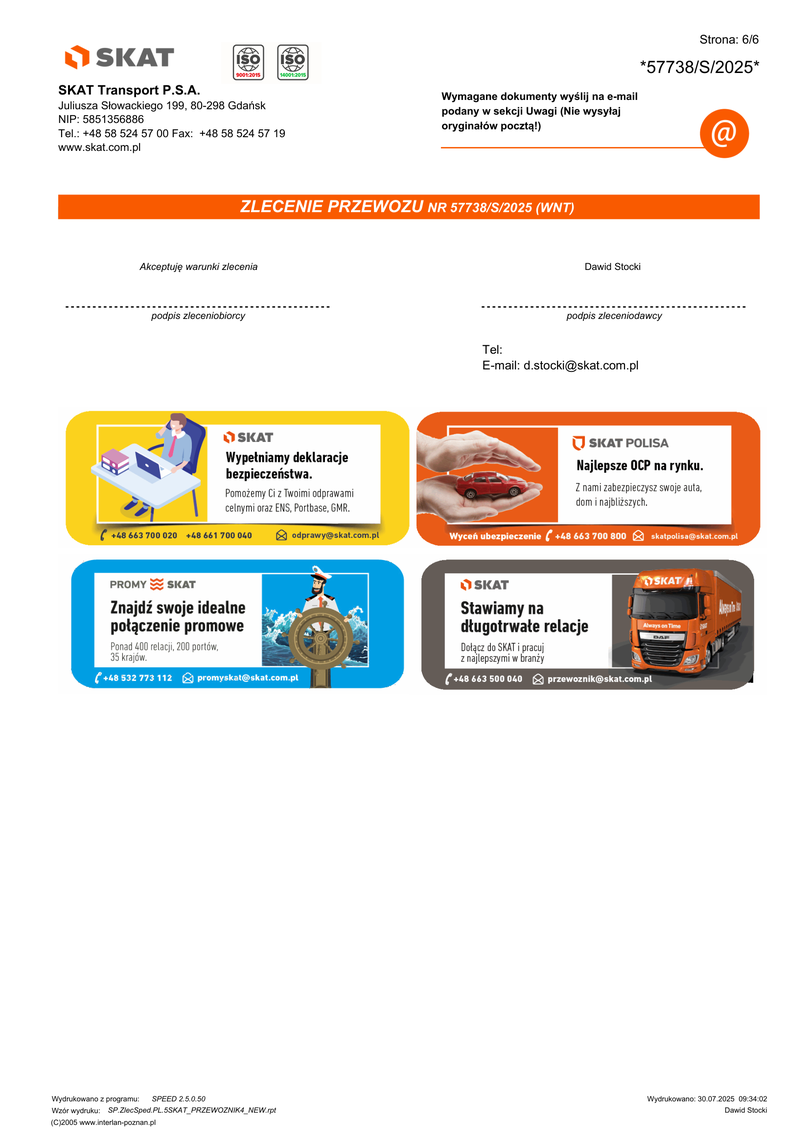 Strona: 6/6
SKAT
ISO
9001:2015
ISO
14001:2015
*57738/S/2025*
SKAT Transport P.S.A.
Juliusza Słowackiego 199, 80-298 Gdańsk
NIP: 5851356886
Tel.: +48 58 524 57 00 Fax: +48 58 524 57 19
www.skat.com.pl
Wymagane dokumenty wyślij na e-mail
podany w sekcji Uwagi (Nie wysyłaj
oryginałów pocztą!)
@
ZLECENIE PRZEWOZU NR 57738/S/2025 (WNT)
Akceptuję warunki zlecenia
Dawid Stocki
podpis zleceniobiorcy
podpis zleceniodawcy
Tel:
E-mail: d.stocki@skat.com.pl
SKAT
Wypełniamy deklaracje
bezpieczeństwa.
Pomożemy Ci z Twoimi odprawami
celnymi oraz ENS, Portbase, GMR.
+48 663 700 020 +48 661 700 040 odprawy@skat.com.pl
SKAT POLISA
Najlepsze OCP na rynku.
Z nami zabezpieczysz swoje auta,
dom i najbliższych.
Wyceń ubezpieczenie +48 663 700 800 skatpolisa@skat.com.pl
PROMY SKAT
Znajdź swoje idealne
połączenie promowe
Ponad 400 relacji, 200 portów,
35 krajów.
+48 532 773 112 promyskat@skat.com.pl
SKAT
Stawiamy na
długotrwałe relacje
Dołącz do SKAT i pracuj
z najlepszymi w branży
SKAT
Always on Time
DAF
+48 663 500 040 przewoznik@skat.com.pl
Wydrukowano z programu: SPEED 2.5.0.50
Wzór wydruku: SP.ZlecSped.PL.5SKAT_PRZEWOZNIK4_NEW.rpt
(C)2005 www.interlan-poznan.pl
Wydrukowano: 30.07.2025 09:34:02
Dawid Stocki